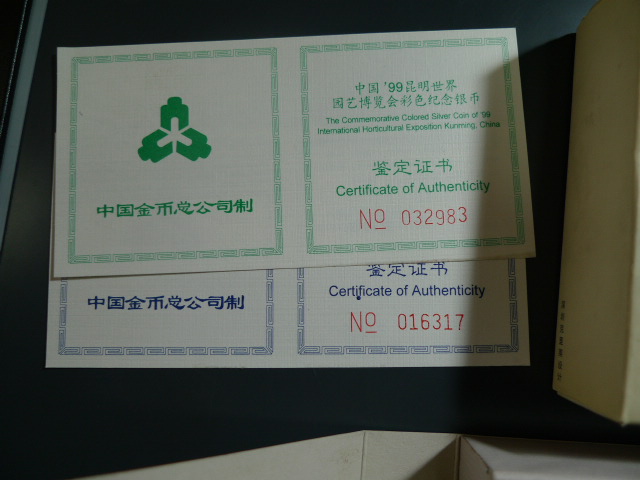 中国'99昆明世界
园艺博览会彩色纪念银币
The Commemorative Colored Silver Coin of '99
International Horticultural Exposition Kunming, China
鉴定证书
Certificate of Authenticity
中国金币总公司制
Nº 032983
鉴定证书
Certificate of Authenticity
中国金币总公司制
Nº 016317